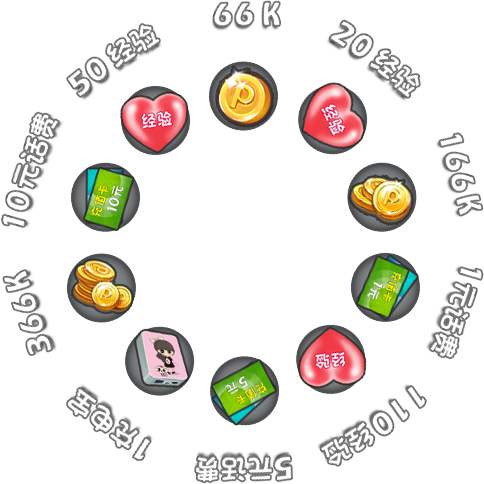 66 K
20 经验
166K
1元话费
110经验
5元话费
1充电宝
366K
10元话费
50 经验
经验
充值卡
1元
经验
充值卡
5元
充值卡
10元
经验